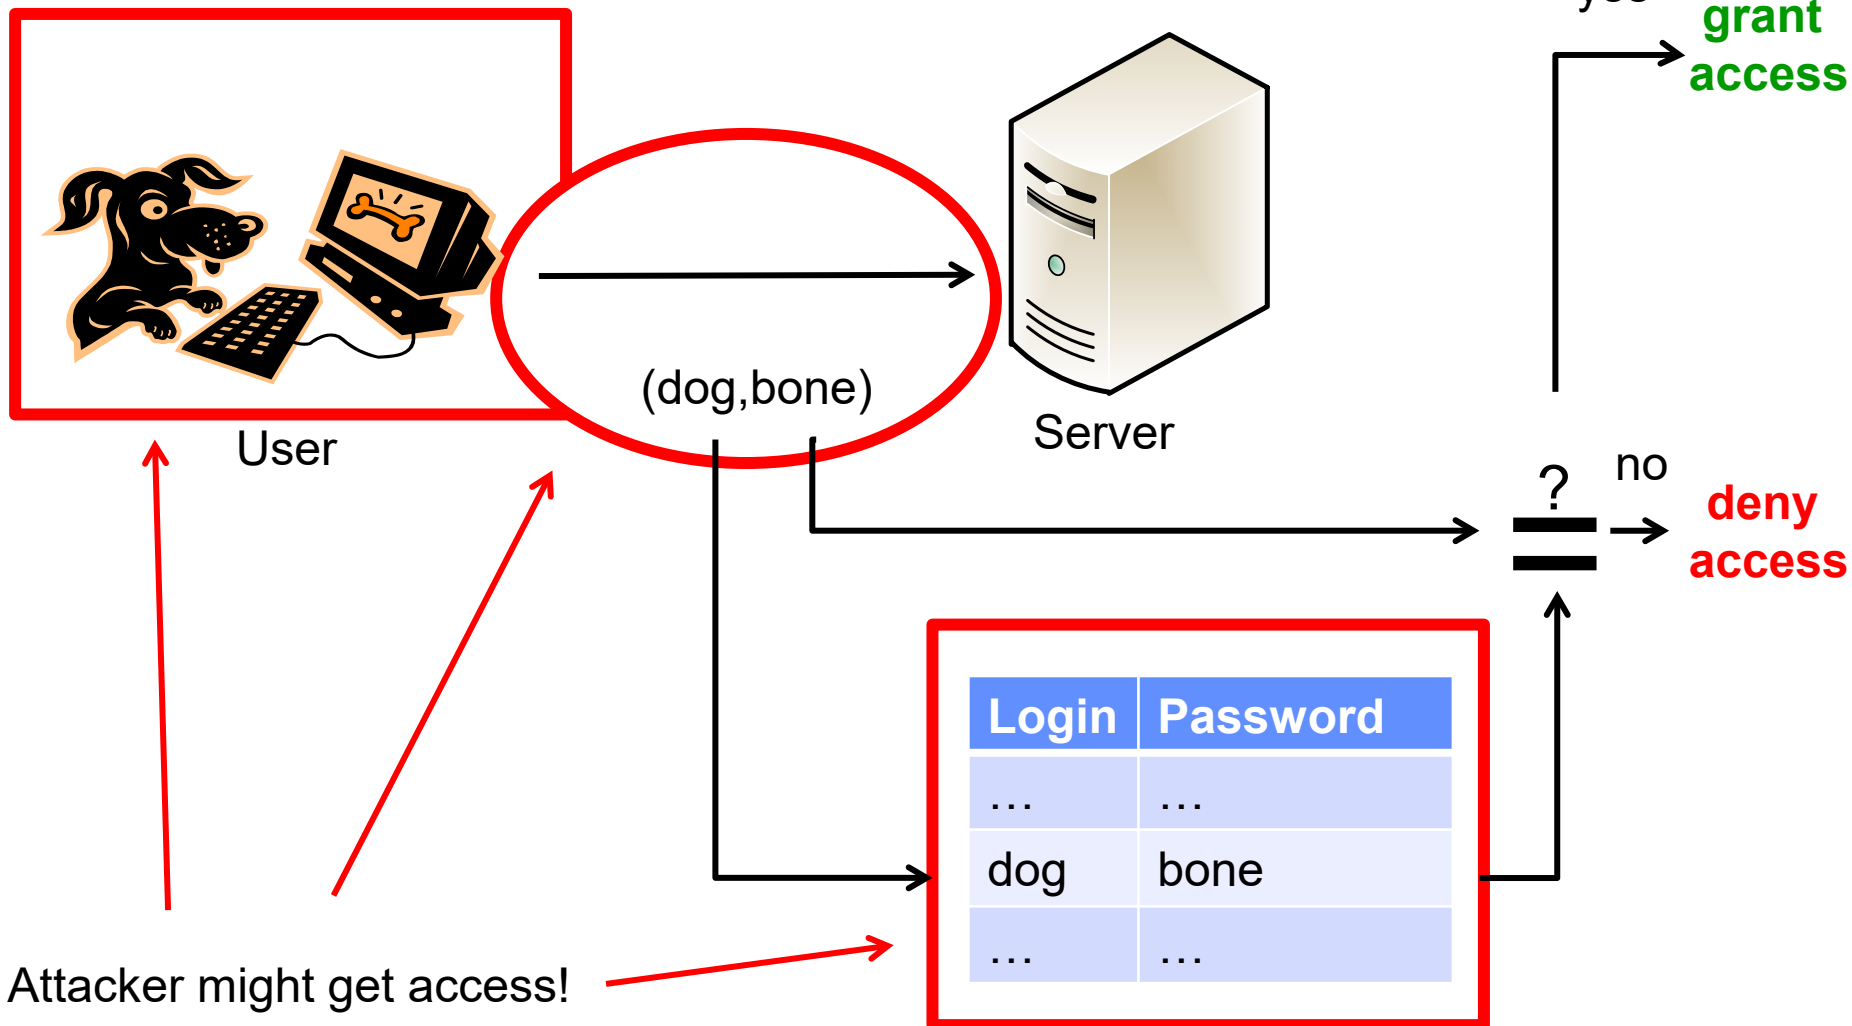 grant
access
(dog,bone)
User
Server
?
no
deny
access
Login Password
… …
dog bone
… …
Attacker might get access!